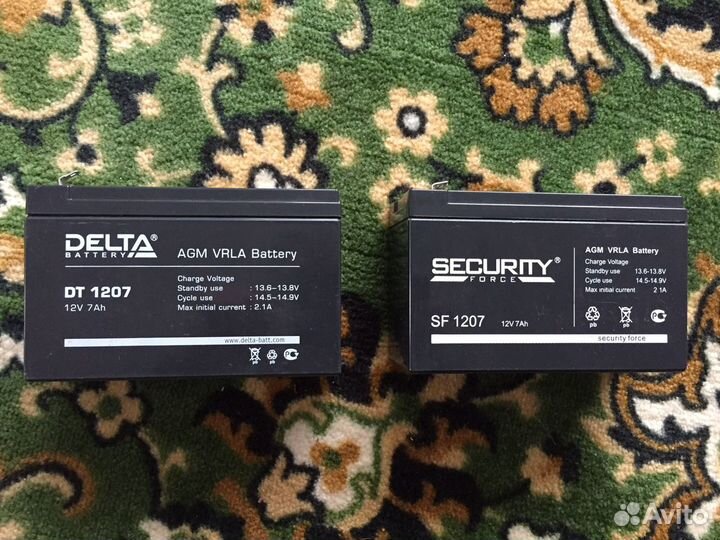 DELTA®
BATTERY
DT 1207
12V 7Ah
AGM VRLA Battery
Charge Voltage
Standby use : 13.6-13.8V
Cycle use : 14.5-14.9V
Max initial current : 2.1A
www.delta-batt.com
pb
SECURITY®
FORCE
SF 1207 12V 7Ah
AGM VRLA Battery
Charge Voltage
Standby use 13.6-13.8V
Cycle use 14.5-14.9V
Max initial current 2.1A
pb
security force
Avito